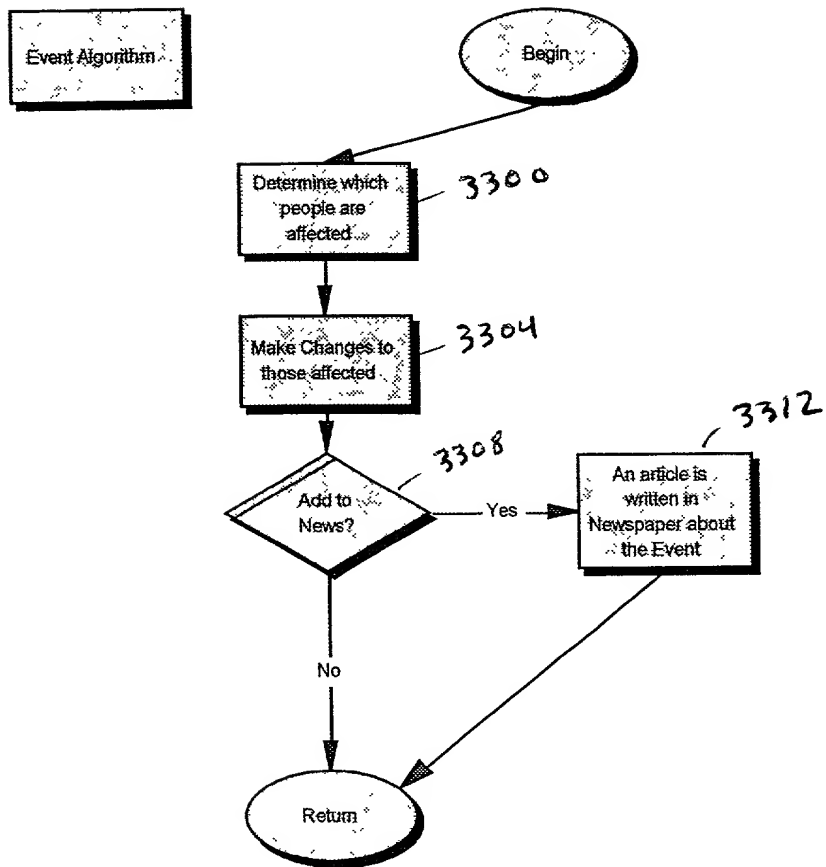 Event Algorithm
Begin
Determine which
people are
affected
3300
Make Changes to
those affected
3304
Add to
News?
3308
Yes
An article is
written in
Newspaper about
the Event
3312
No
Return